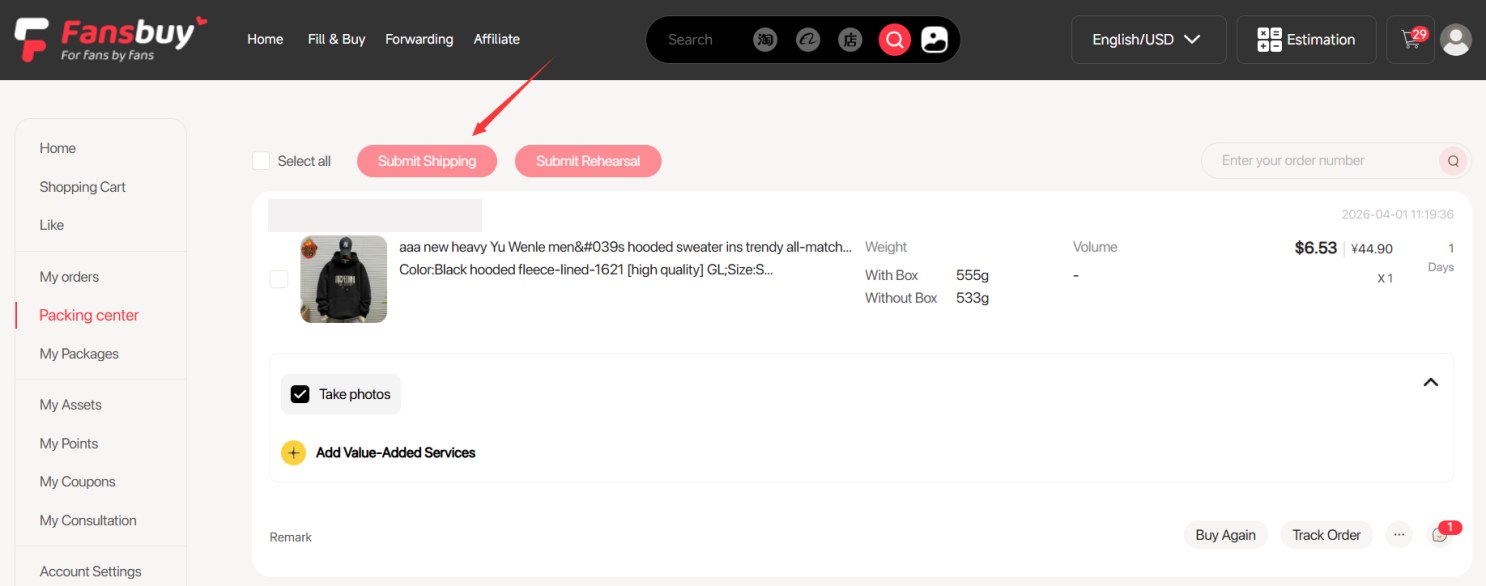 Fansbuy
For fans by fans
Home Fill & Buy Forwarding Affiliate
Search 淘 店
English/USD
Estimation
29
Home
Shopping Cart
Like
My orders
Packing center
My Packages
My Assets
My Points
My Coupons
My Consultation
Account Settings
Select all Submit Shipping Submit Rehearsal
Enter your order number
2026-04-01 11:19:36
aaa new heavy Yu Wenle men&#039s hooded sweater ins trendy all-match...
Color:Black hooded fleece-lined-1621 [high quality] GL;Size:S...
Weight
With Box 555g
Without Box 533g
Volume
-
$6.53 ¥44.90
X 1
1
Days
Take photos
Add Value-Added Services
Remark
Buy Again Track Order ... 1